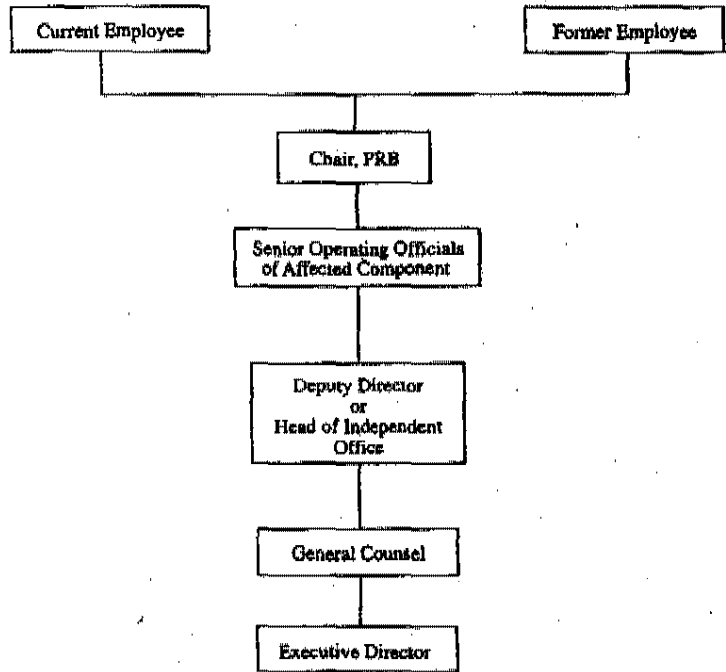 Current Employee
Former Employee
Chair, PRB
Senior Operating Officials
of Affected Component
Deputy Director
or
Head of Independent
Office
General Counsel
Executive Director